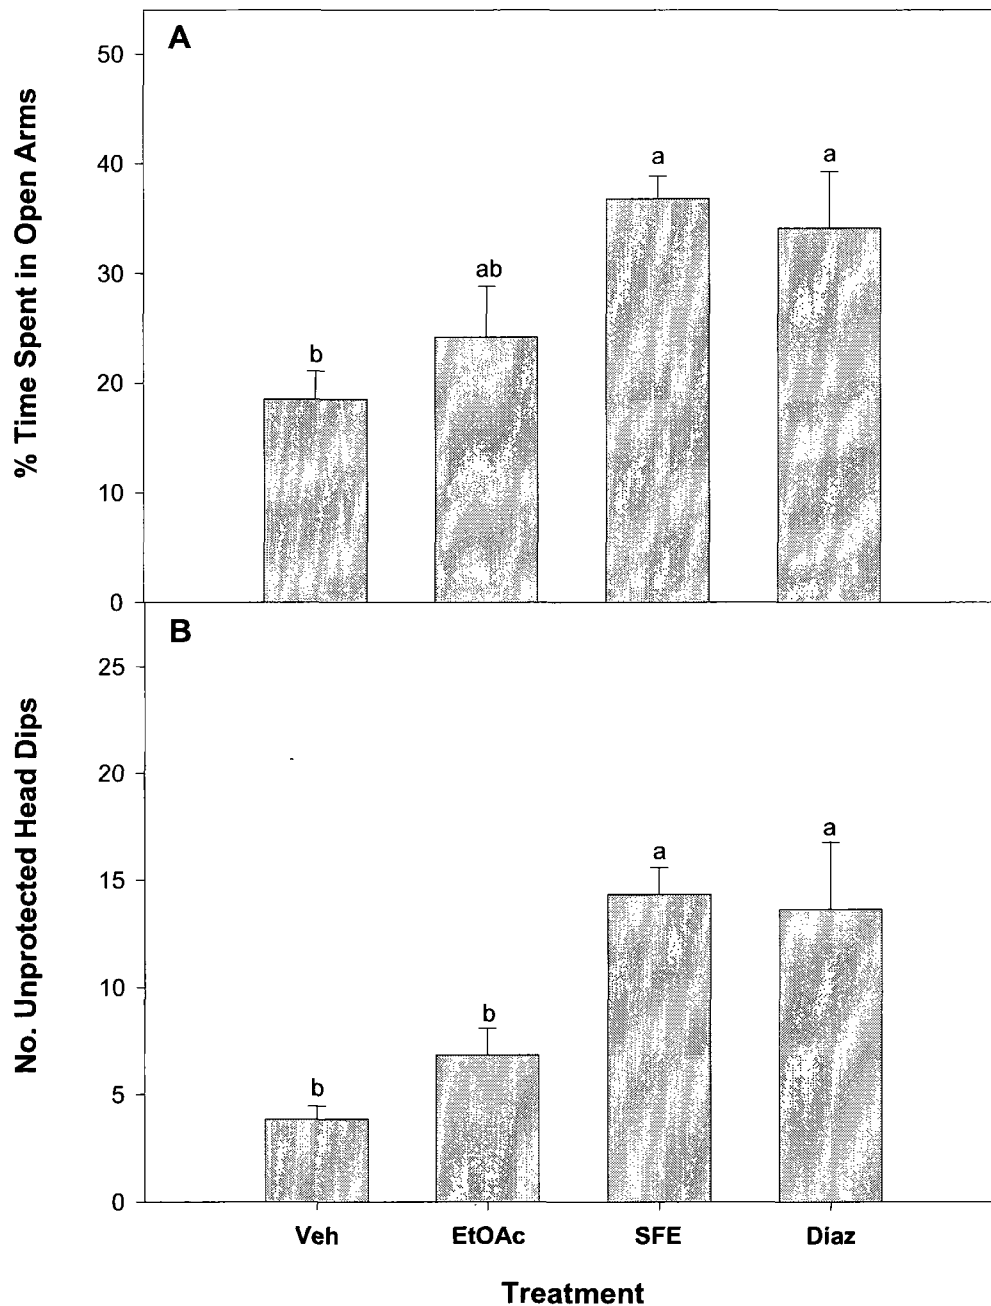 A
% Time Spent in Open Arms
50
40
30
20
10
0
b
ab
a
a
B
No. Unprotected Head Dips
25
20
15
10
5
0
b
b
a
a
Veh EtOAc SFE Diaz
Treatment